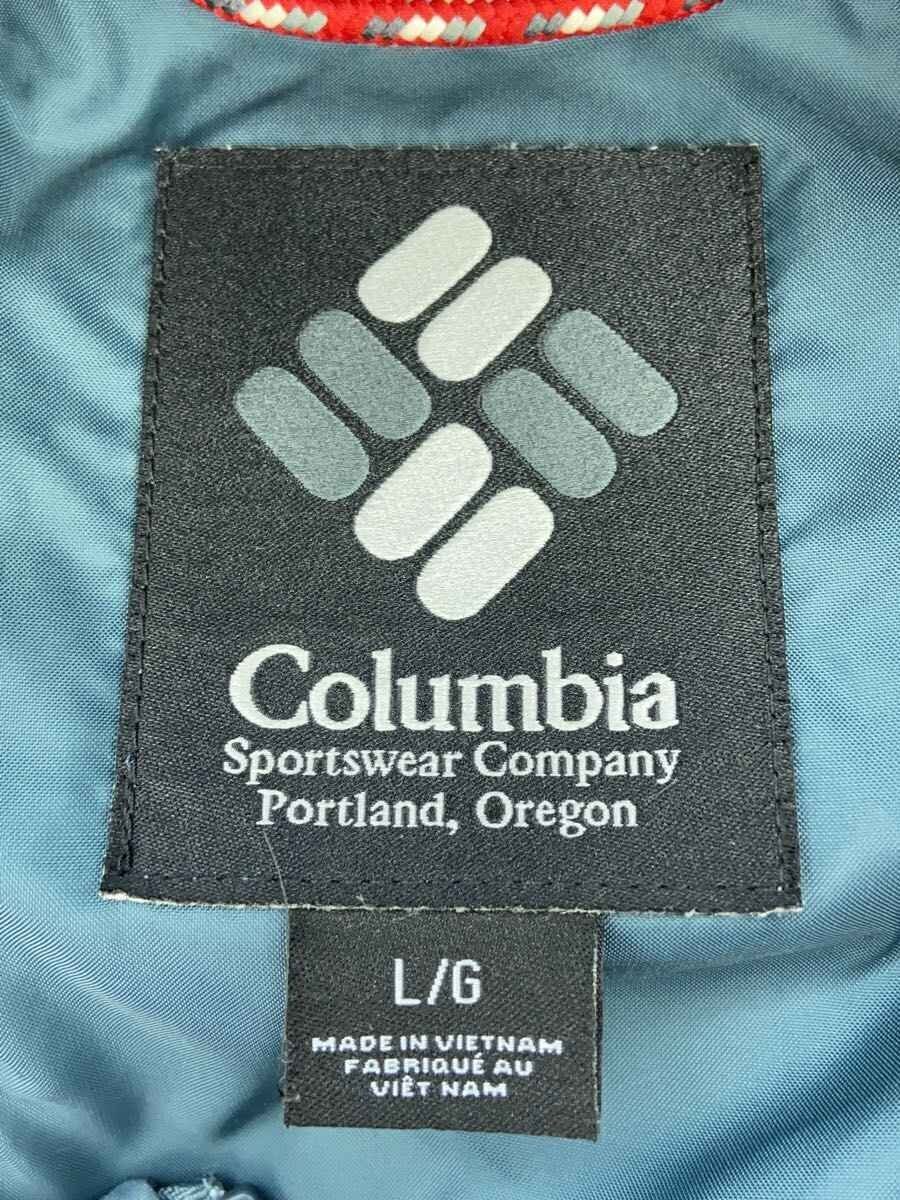 Columbia
Sportswear Company
Portland, Oregon
L/G
MADE IN VIETNAM
FABRIQUÉ AU
VIÊT NAM